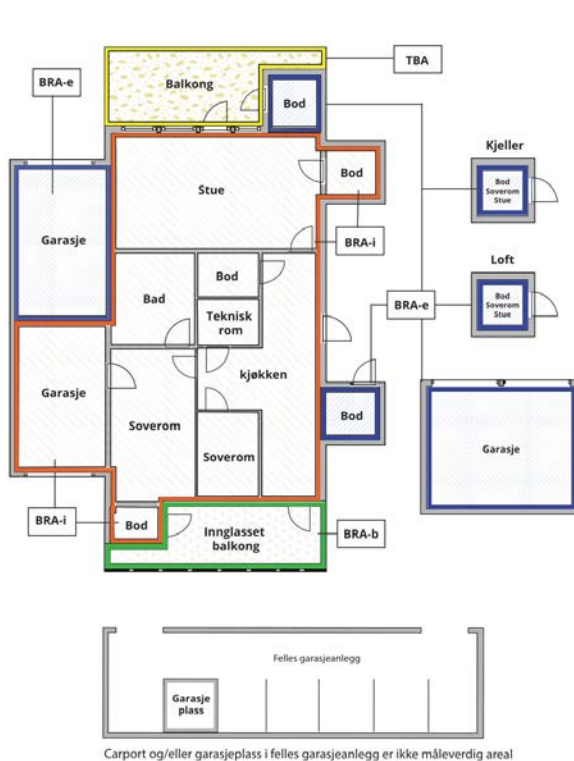 TBA
BRA-e
Balkong
Bod
Kjeller
Bod
Soverom
Stue
Stue
Bod
BRA-i
Garasje
Loft
Bod
Soverom
Stue
Bod
Bad
Teknisk
rom
BRA-e
kjøkken
Garasje
Bod
Soverom
Garasje
Soverom
BRA-i
Bod
Innglasset
balkong
BRA-b
Felles garasjeanlegg
Garasje
plass
Carport og/eller garasjeplass i felles garasjeanlegg er ikke måleverdig areal